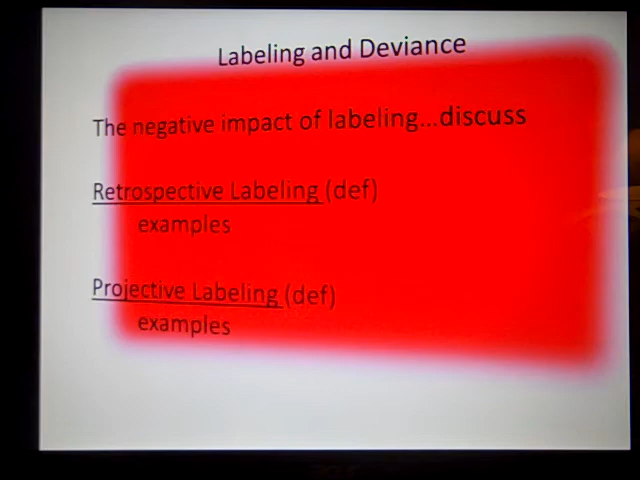 Labeling and Deviance
The negative impact of labeling...discuss
Retrospective Labeling (def)
examples
Projective Labeling (def)
examples